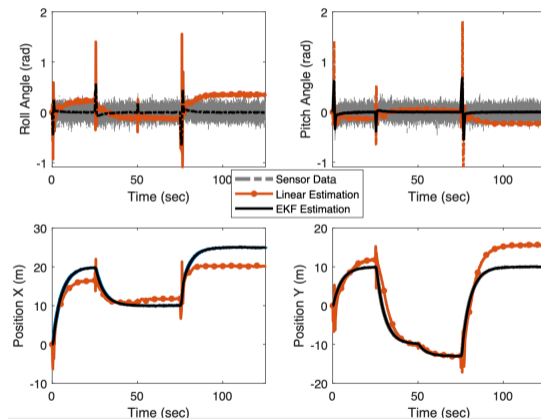 2
1
0
-1
Roll Angle (rad)
0
50
100
Time (sec)
2
1
0
-1
Pitch Angle (rad)
0
50
100
Time (sec)
Sensor Data
Linear Estimation
EKF Estimation
30
20
10
0
-10
Position X (m)
0
50
100
Time (sec)
30
20
10
0
-10
-20
Position Y (m)
0
50
100
Time (sec)